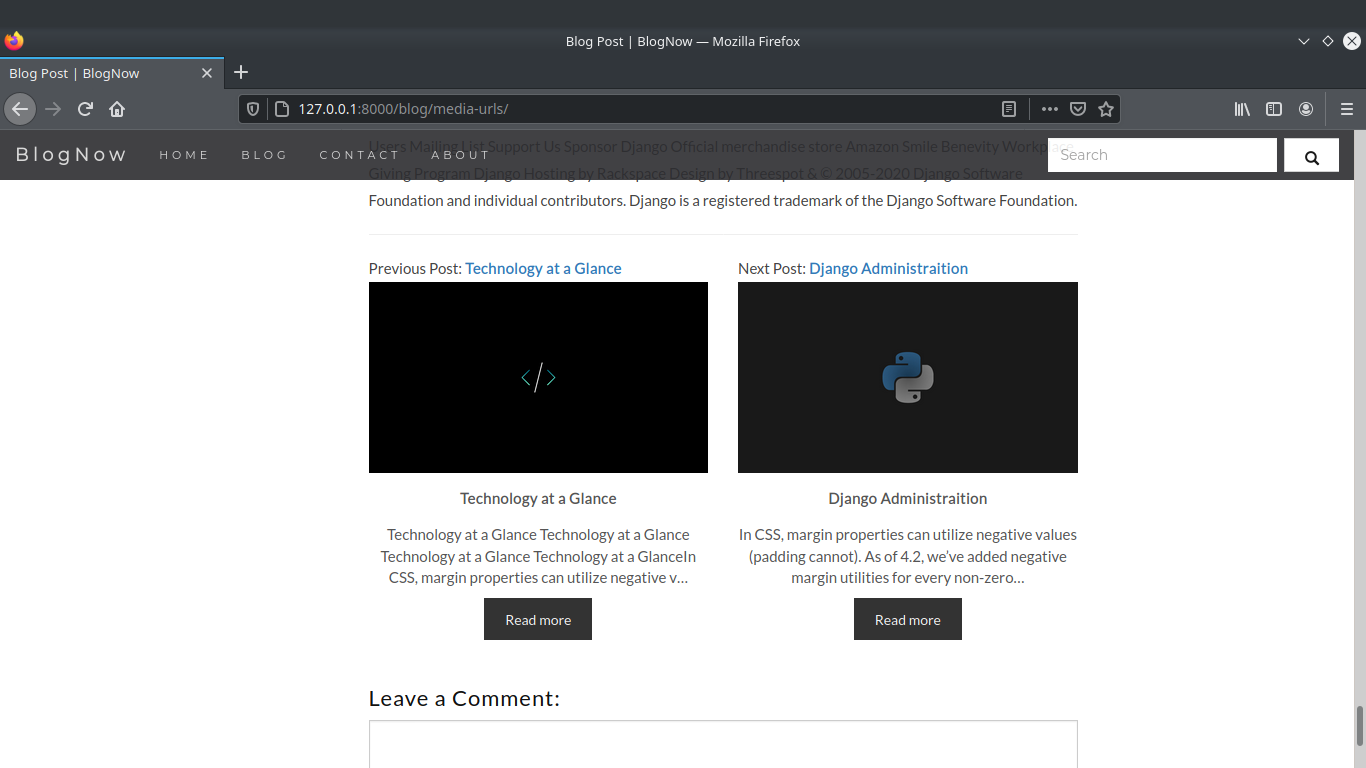 Blog Post | BlogNow — Mozilla Firefox
Blog Post | BlogNow
127.0.0.1:8000/blog/media-urls/
BlogNow HOME BLOG CONTACT ABOUT Search
Users Mailing List Support Us Sponsor Django Official merchandise store Amazon Smile Benevity Workplace
Giving Program Django Hosting by Rackspace Design by Threespot & © 2005-2020 Django Software
Foundation and individual contributors. Django is a registered trademark of the Django Software Foundation.
Previous Post: Technology at a Glance
Next Post: Django Administraition
</>
Technology at a Glance
Technology at a Glance Technology at a Glance
Technology at a Glance Technology at a GlanceIn
CSS, margin properties can utilize negative v…
Read more
Django Administraition
In CSS, margin properties can utilize negative values
(padding cannot). As of 4.2, we’ve added negative
margin utilities for every non-zero…
Read more
Leave a Comment: